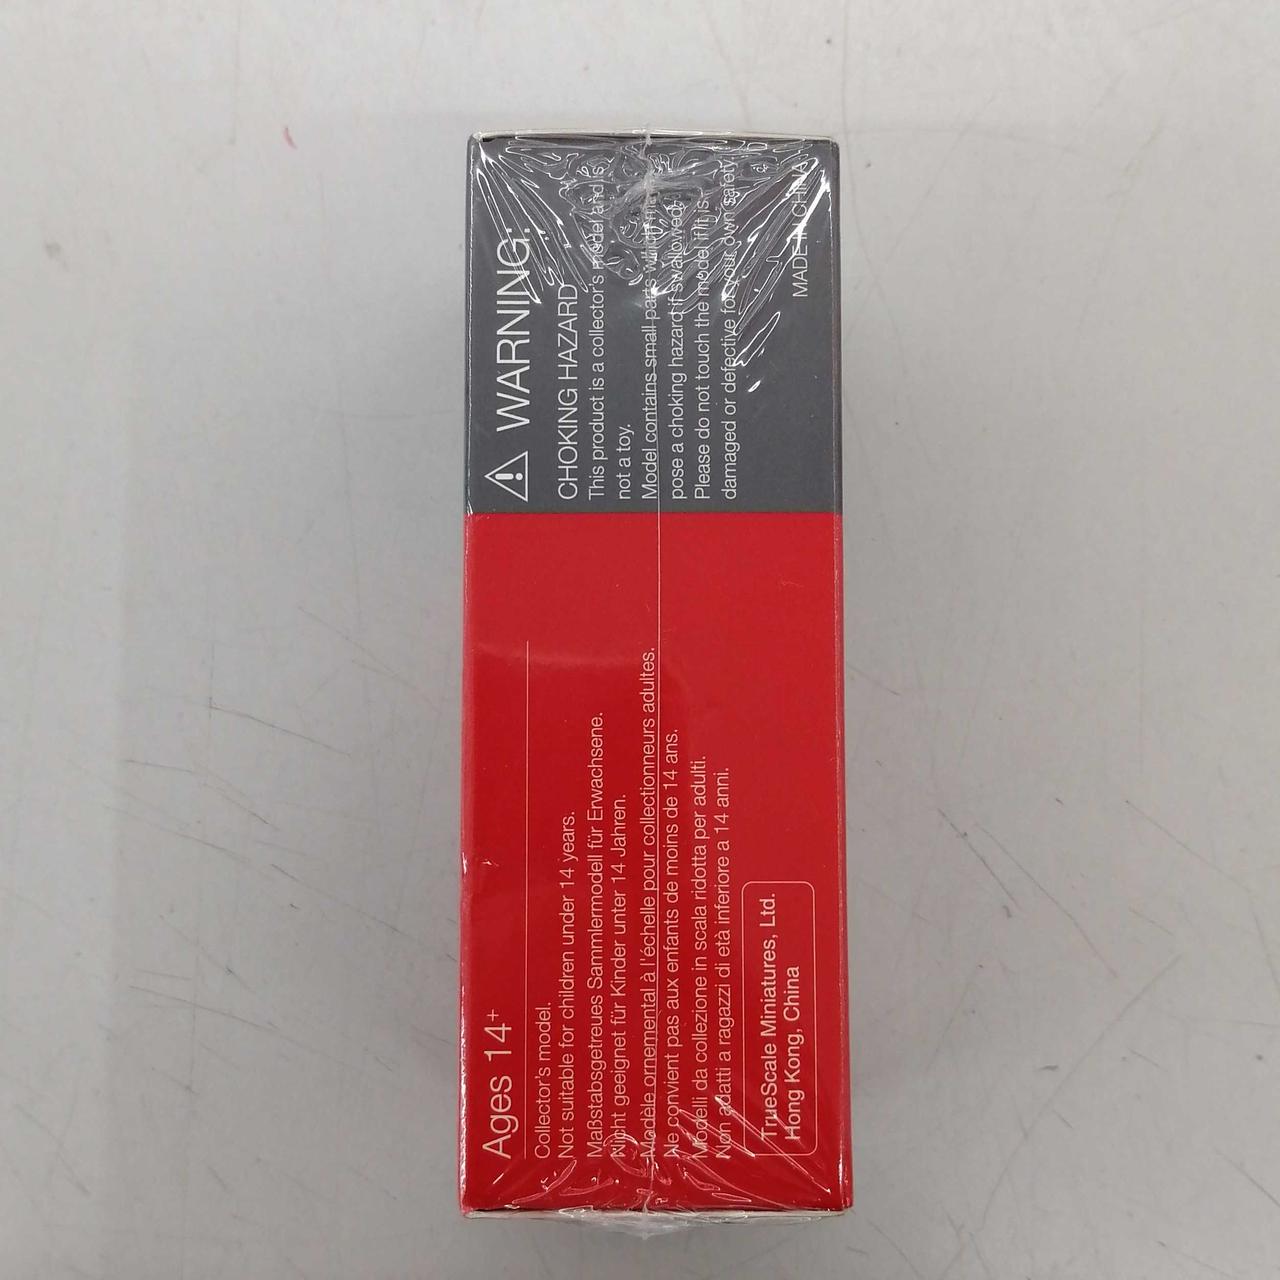 Ages 14+
Collector's model.
Not suitable for children under 14 years.
Maßstabsgetreues Sammlermodell für Erwachsene.
Nicht geeignet für Kinder unter 14 Jahren.
Modèle ornemental à l'échelle pour collectionneurs adultes.
Ne convient pas aux enfants de moins de 14 ans.
Modelli da collezione in scala ridotta per adulti.
Non adatti a ragazzi di età inferiore a 14 anni.
TrueScale Miniatures, Ltd.
Hong Kong, China
WARNING:
CHOKING HAZARD
This product is a collector's model and is
not a toy.
Model contains small parts which
pose a choking hazard if swallowed.
Please do not touch the model if it is
damaged or defective for your own safety.
MADE IN CHINA